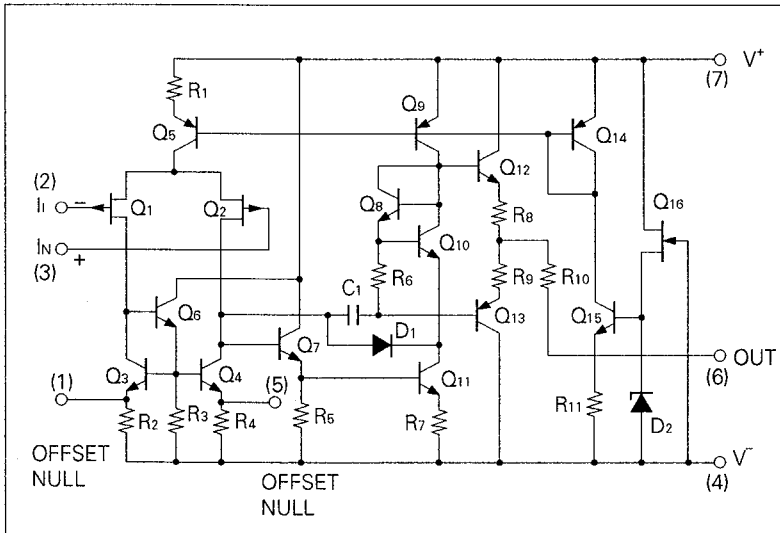 V⁺
(7)
R1
Q5
Q9
Q14
Q12
(2)
I1 −
Q1
Q2
Q8
Q16
R8
IN
+
(3)
Q10
R6
R9
R10
C1
Q6
Q13
Q15
D1
Q7
OUT
(6)
(1)
Q3
Q4
(5)
Q11
R2
R3
R4
R5
R7
R11
D2
OFFSET
NULL
OFFSET
NULL
V⁻
(4)